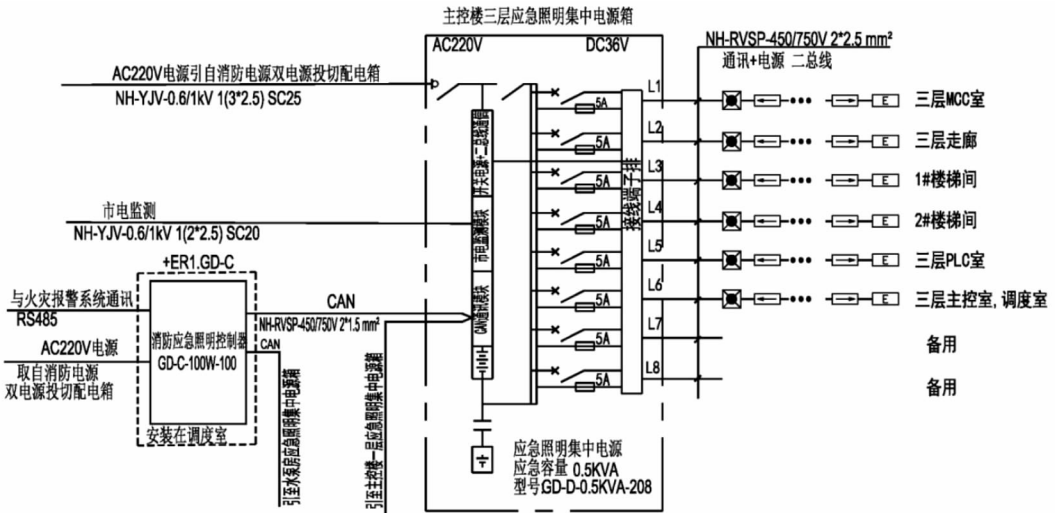 主控楼三层应急照明集中电源箱
AC220V
DC36V
NH-RVSP-450/750V 2*2.5 mm²
通讯+电源 二总线
AC220V电源引自消防电源双电源投切配电箱
NH-YJV-0.6/1kV 1(3*2.5) SC25
市电监测
NH-YJV-0.6/1kV 1(2*2.5) SC20
+ER1.GD-C
与火灾报警系统通讯
RS485
AC220V电源
取自消防电源
双电源投切配电箱
消防应急照明控制器
GD-C-100W-100
安装在调度室
CAN
NH-RVSP-450/750V 2*1.5 mm²
CAN
引至水泵房应急照明集中电源箱
引至主控楼一层应急照明集中电源箱
开关电源+二总线通信
市电监测模块
CAN通讯模块
接线端子排
L1
5A
E
三层MCC室
L2
5A
E
三层走廊
L3
5A
E
1#楼梯间
L4
5A
E
2#楼梯间
L5
5A
E
三层PLC室
L6
5A
E
三层主控室, 调度室
L7
5A
备用
L8
5A
备用
应急照明集中电源
应急容量 0.5KVA
型号:GD-D-0.5KVA-208